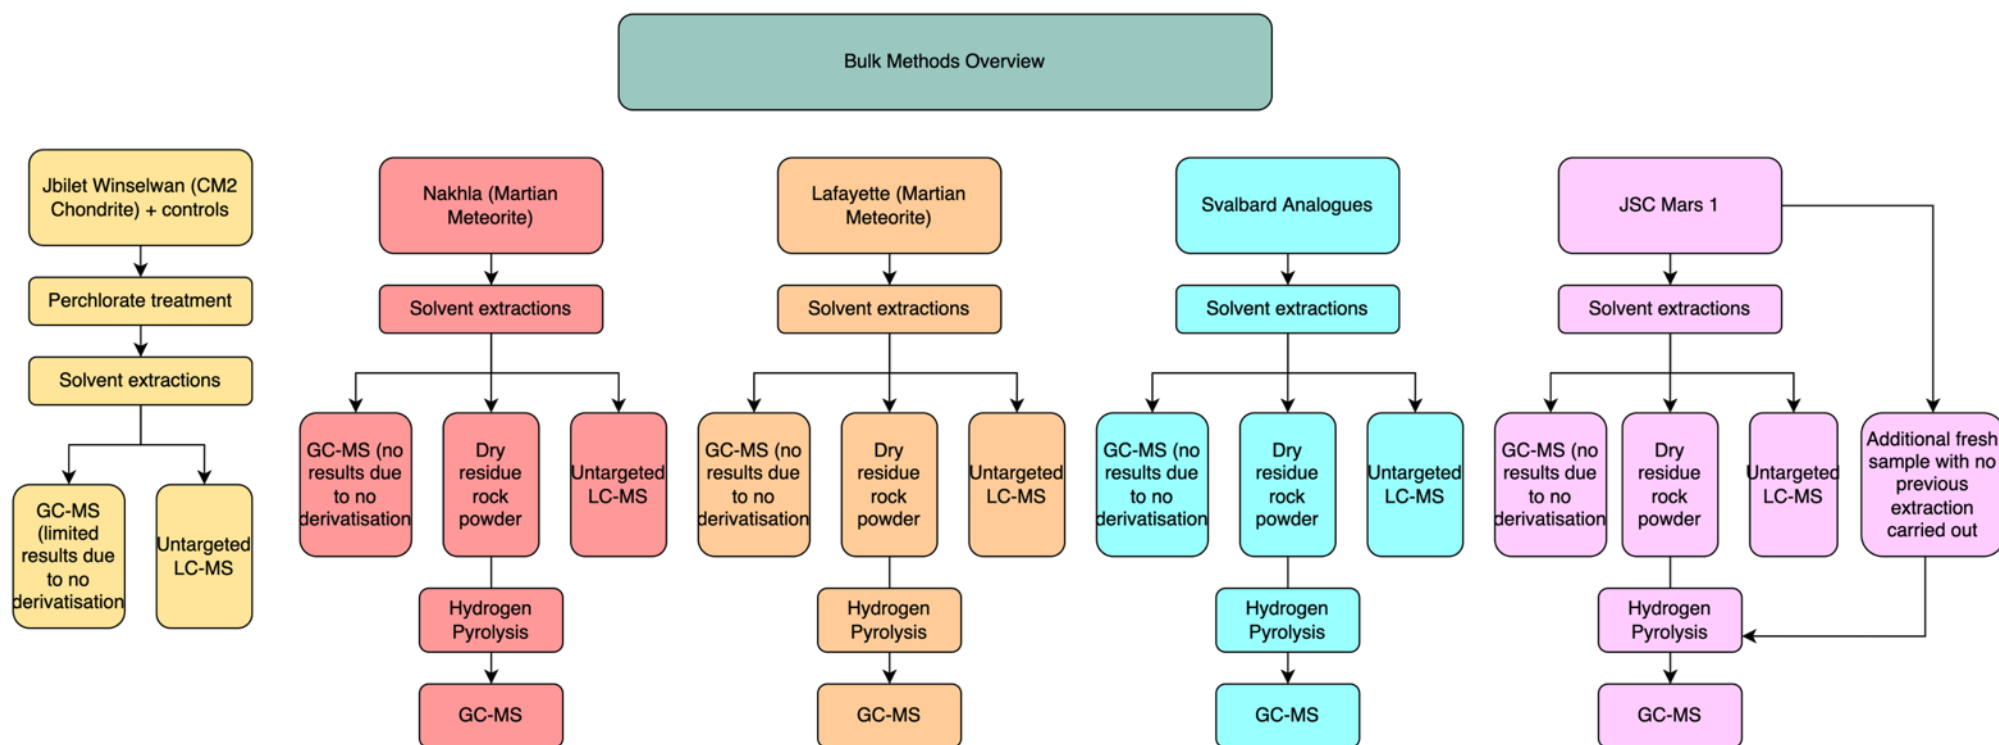 Bulk Methods Overview
Jbilet Winselwan (CM2
Chondrite) + controls
Perchlorate treatment
Solvent extractions
GC-MS
(limited
results due
to no
derivatisation
Untargeted
LC-MS
Nakhla (Martian
Meteorite)
Solvent extractions
GC-MS (no
results due
to no
derivatisation
Dry
residue
rock
powder
Untargeted
LC-MS
Hydrogen
Pyrolysis
GC-MS
Lafayette (Martian
Meteorite)
Solvent extractions
GC-MS (no
results due
to no
derivatisation
Dry
residue
rock
powder
Untargeted
LC-MS
Hydrogen
Pyrolysis
GC-MS
Svalbard Analogues
Solvent extractions
GC-MS (no
results due
to no
derivatisation
Dry
residue
rock
powder
Untargeted
LC-MS
Hydrogen
Pyrolysis
GC-MS
JSC Mars 1
Solvent extractions
GC-MS (no
results due
to no
derivatisation
Dry
residue
rock
powder
Untargeted
LC-MS
Additional fresh
sample with no
previous
extraction
carried out
Hydrogen
Pyrolysis
GC-MS